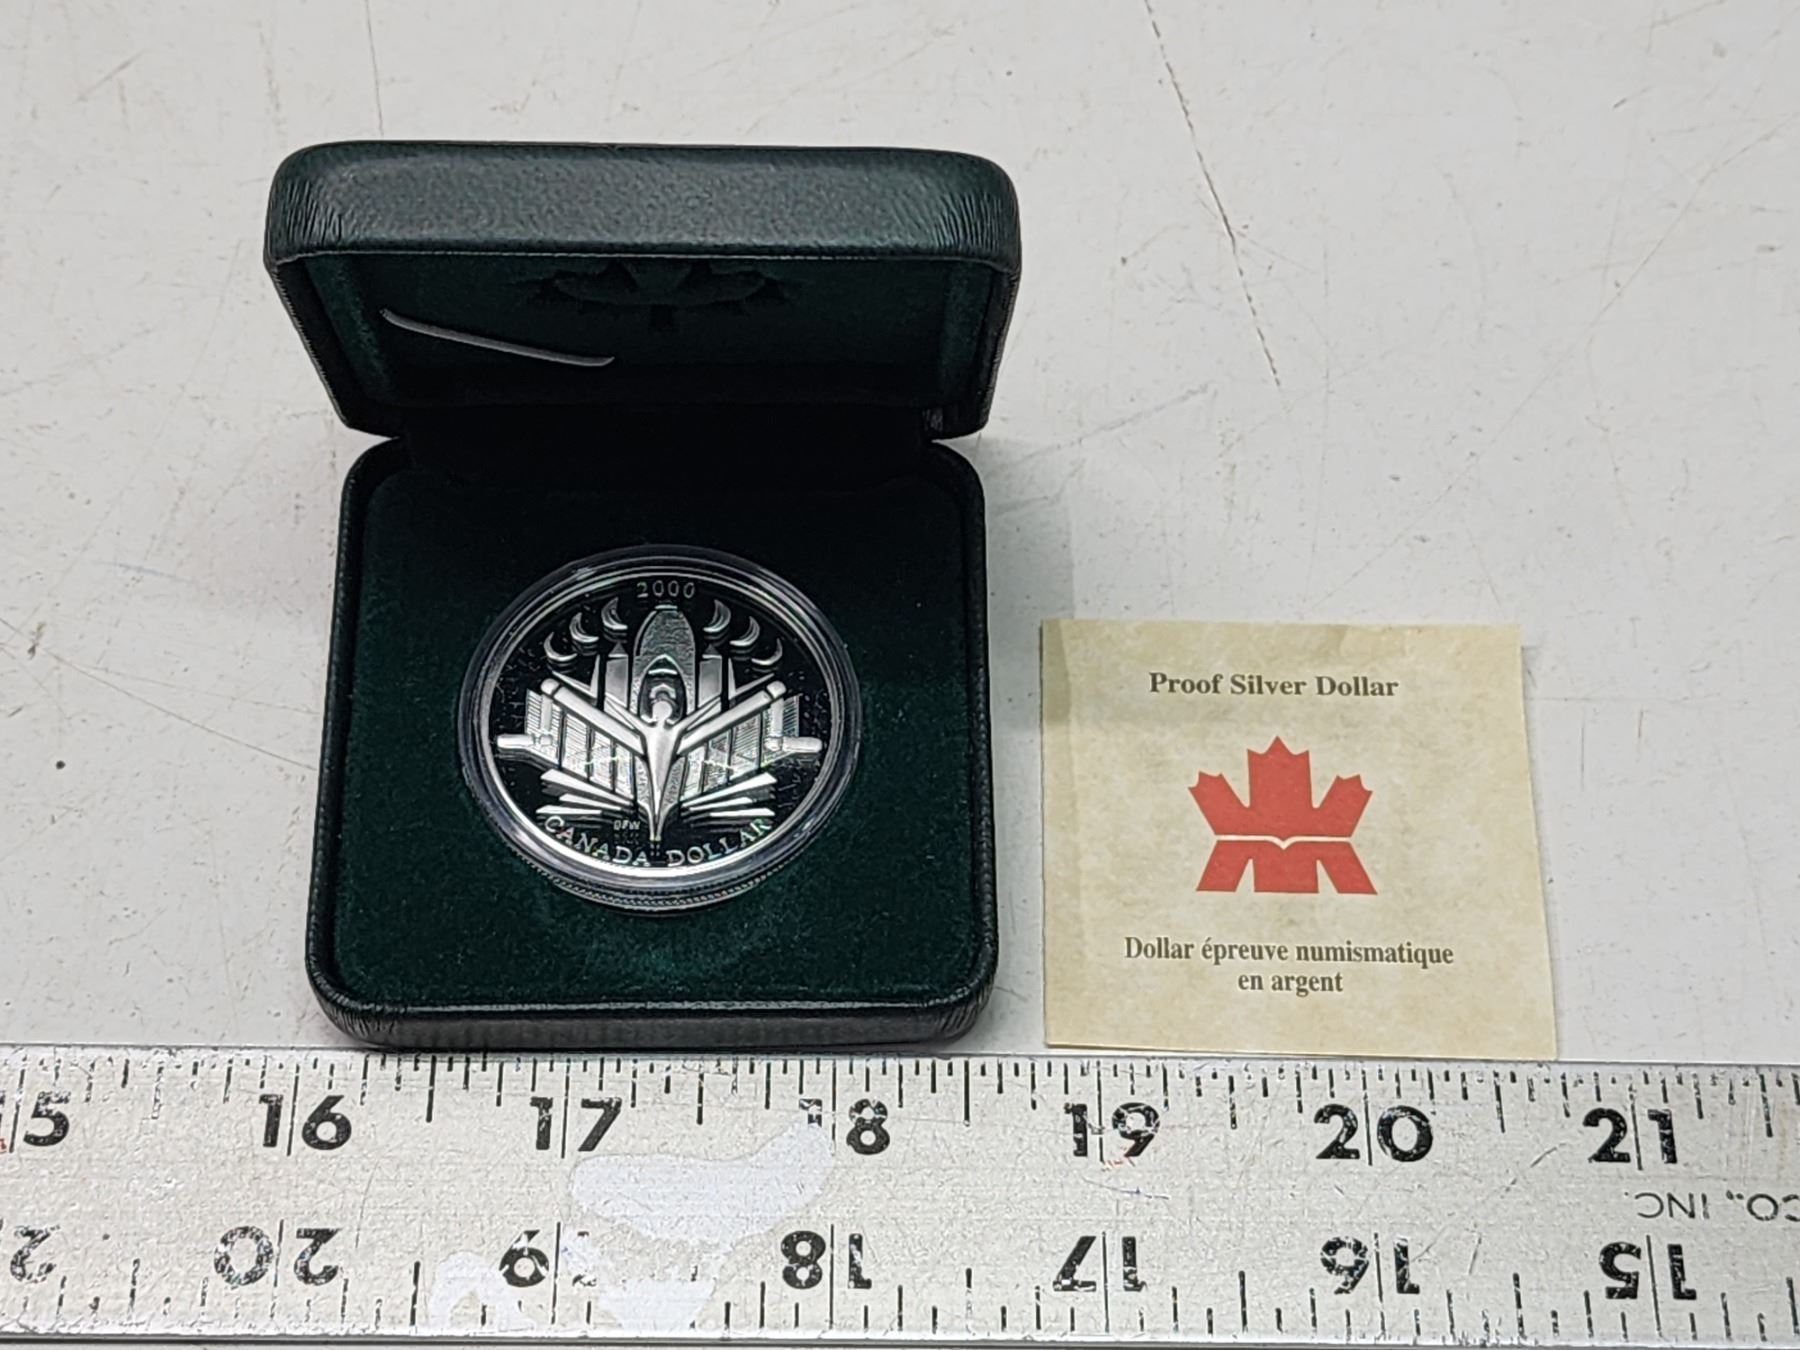 2000
DFW
CANADA DOLLAR
Proof Silver Dollar
Dollar épreuve numismatique
en argent
15 16 17 18 19 20 21
CO., INC.
20 19 18 17 16 15